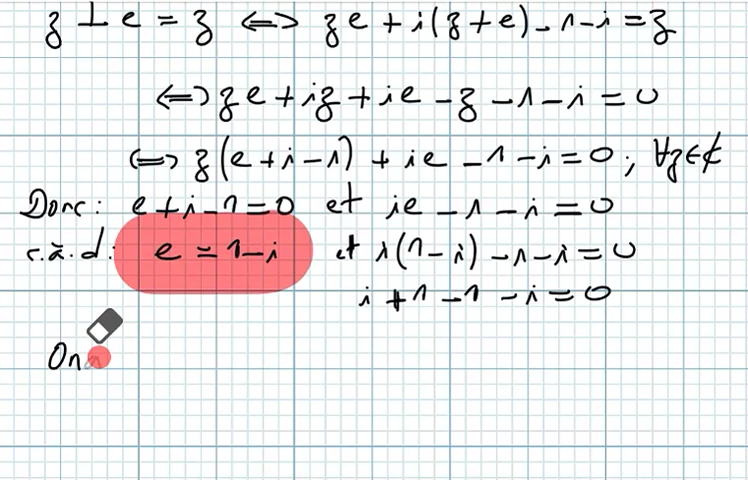 z ⊥ e = z ⟺ ze + i(z+e) - 1 - i = z
⟺ ze + iz + ie - z - 1 - i = 0
⟺ z(e+i-1) + ie - 1 - i = 0 ; ∀z∈ℂ
Donc : e + i - 1 = 0 et ie - 1 - i = 0
c.à.d : e = 1 - i et i(1-i) - 1 - i = 0
i + 1 - 1 - i = 0
On